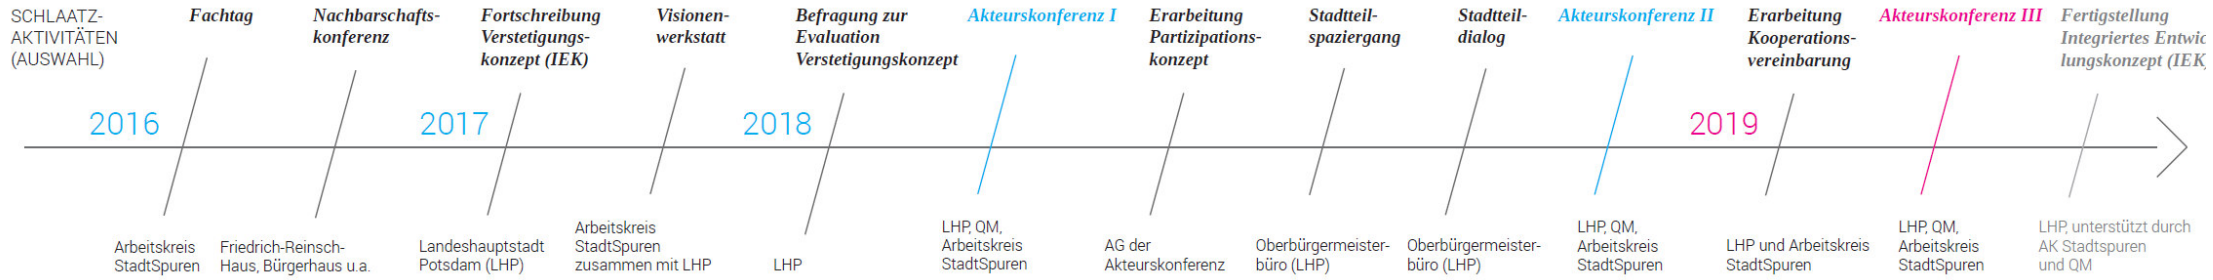 SCHLAATZ-
AKTIVITÄTEN
(AUSWAHL)
Fachtag
Nachbarschafts-
konferenz
Fortschreibung
Verstetigungs-
konzept (IEK)
Visionen-
werkstatt
Befragung zur
Evaluation
Verstetigungskonzept
Akteurskonferenz I
Erarbeitung
Partizipations-
konzept
Stadtteil-
spaziergang
Stadtteil-
dialog
Akteurskonferenz II
Erarbeitung
Kooperations-
vereinbarung
Akteurskonferenz III
Fertigstellung
Integriertes Entwic
lungskonzept (IEK
2016
2017
2018
2019
Arbeitskreis
StadtSpuren
Friedrich-Reinsch-
Haus, Bürgerhaus u.a.
Landeshauptstadt
Potsdam (LHP)
Arbeitskreis
StadtSpuren
zusammen mit LHP
LHP
LHP, QM,
Arbeitskreis
StadtSpuren
AG der
Akteurskonferenz
Oberbürgermeister-
büro (LHP)
Oberbürgermeister-
büro (LHP)
LHP, QM,
Arbeitskreis
StadtSpuren
LHP und Arbeitskreis
StadtSpuren
LHP, QM,
Arbeitskreis
StadtSpuren
LHP, unterstützt durch
AK Stadtspuren
und QM